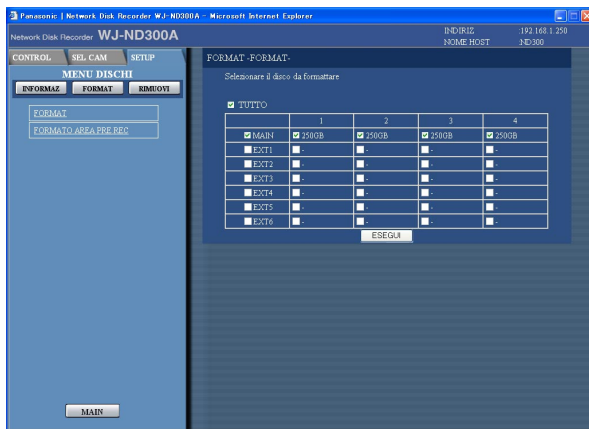 Panasonic | Network Disk Recorder WJ-ND300A - Microsoft Internet Explorer
Network Disk Recorder WJ-ND300A
INDIRIZ :192.168.1.250
NOME HOST :ND300
CONTROL SEL CAM SETUP
MENU DISCHI
INFORMAZ FORMAT RIMUOVI
FORMAT
FORMATO AREA PRE REC
MAIN
FORMAT -FORMAT-
Selezionare il disco da formattare
TUTTO
1 2 3 4
MAIN 250GB 250GB 250GB 250GB
EXT1 - - - -
EXT2 - - - -
EXT3 - - - -
EXT4 - - - -
EXT5 - - - -
EXT6 - - - -
ESEGUI